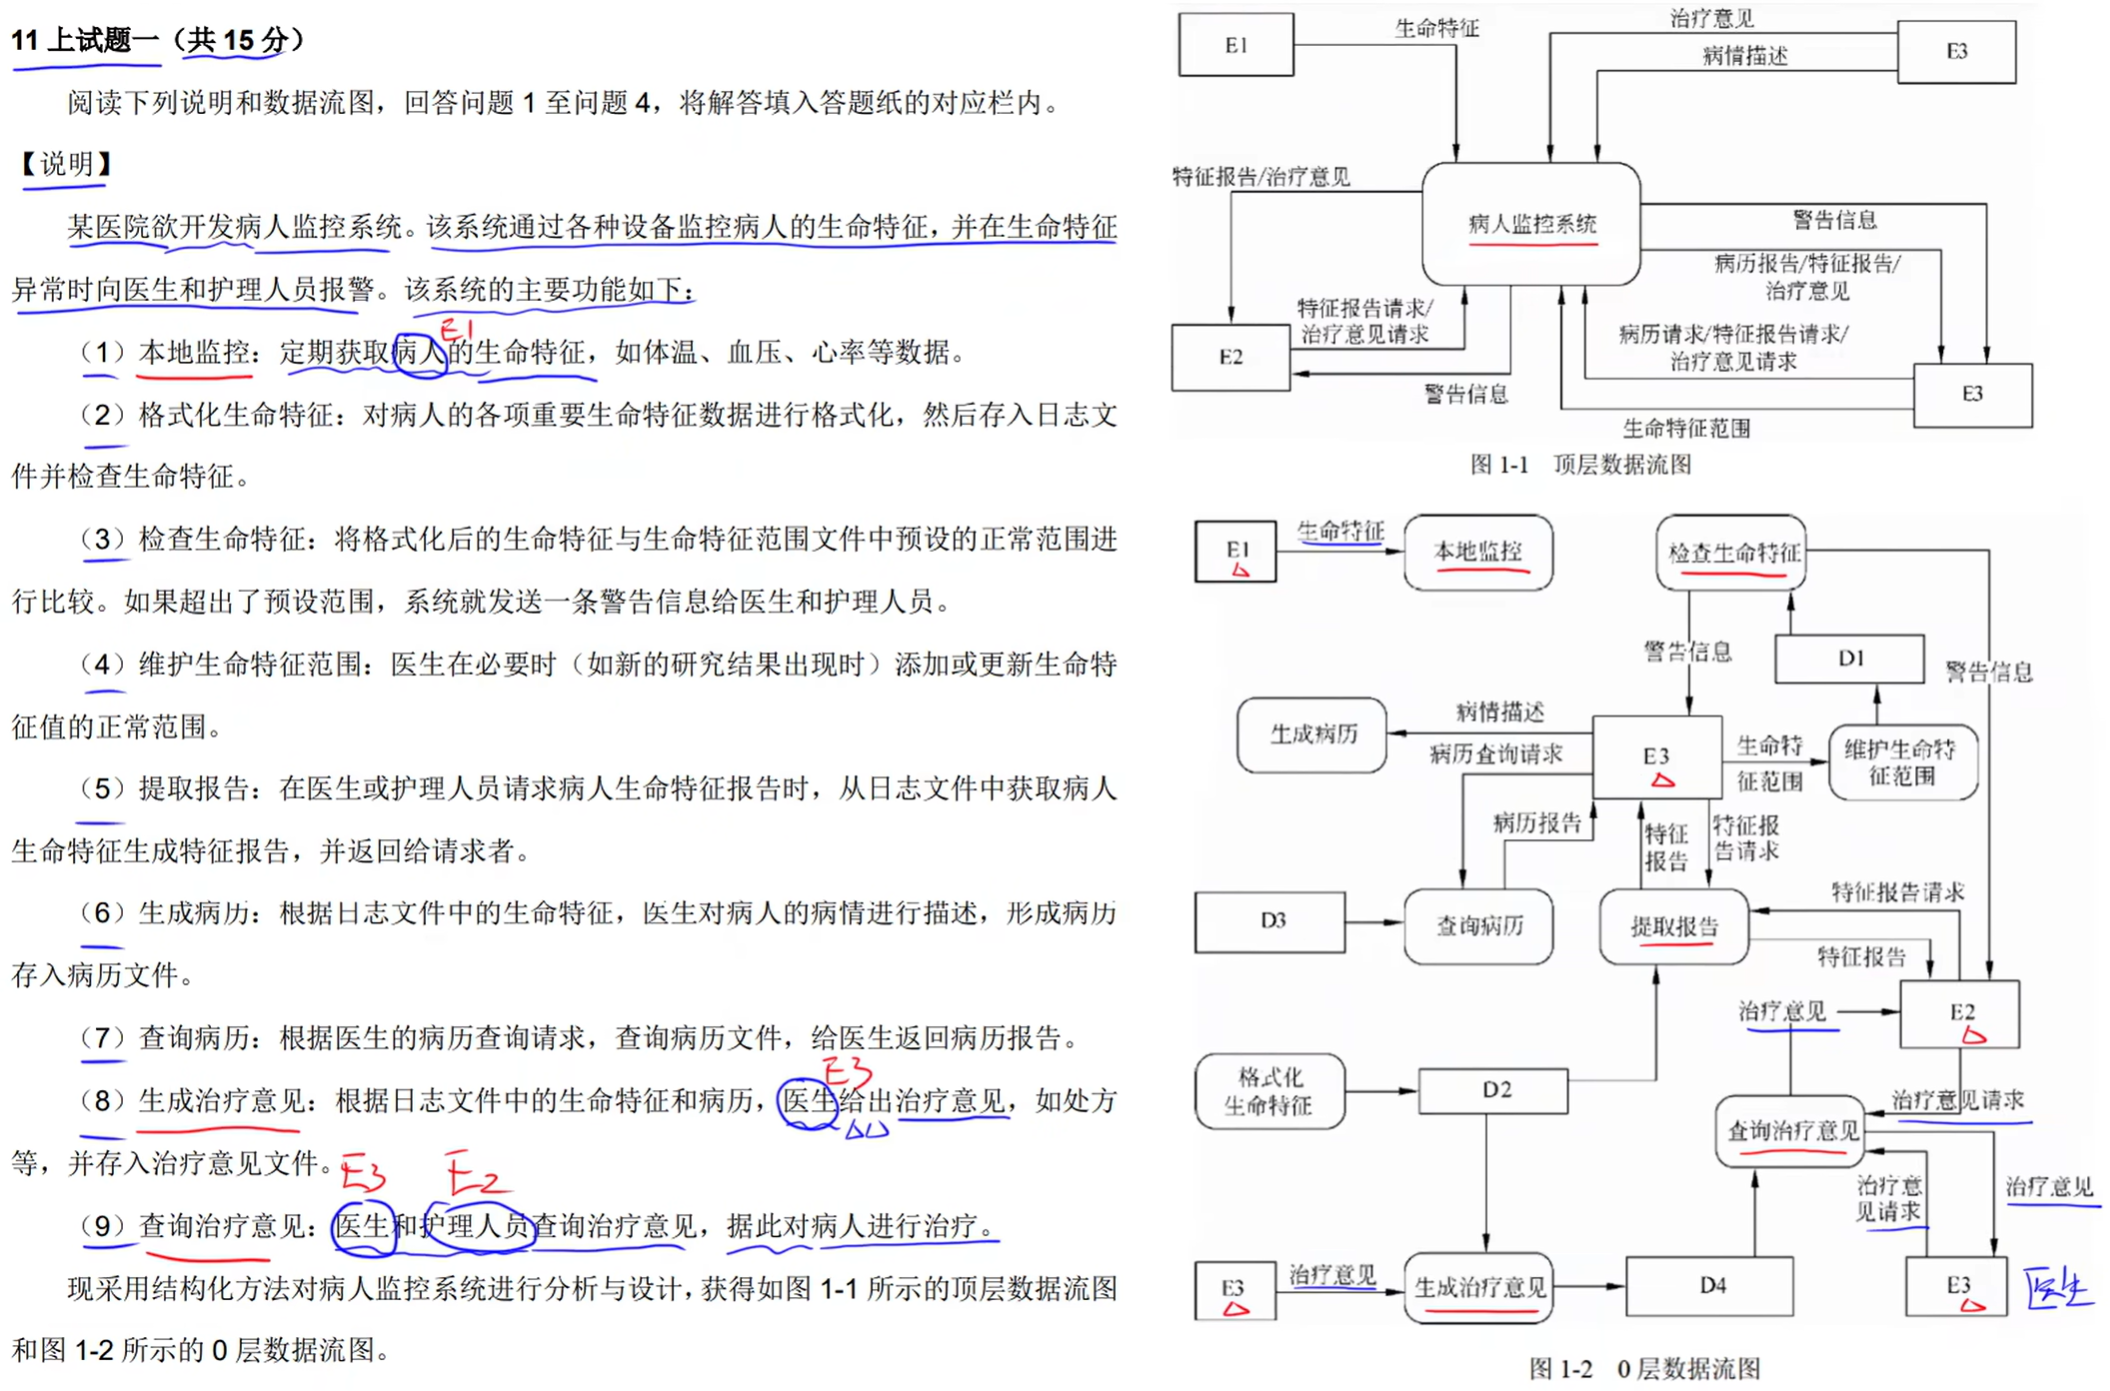 11 上试题一（共 15 分）
阅读下列说明和数据流图，回答问题 1 至问题 4，将解答填入答题纸的对应栏内。
【说明】
某医院欲开发病人监控系统。该系统通过各种设备监控病人的生命特征，并在生命特征
异常时向医生和护理人员报警。该系统的主要功能如下：
E1
（1）本地监控：定期获取病人的生命特征，如体温、血压、心率等数据。
（2）格式化生命特征：对病人的各项重要生命特征数据进行格式化，然后存入日志文
件并检查生命特征。
（3）检查生命特征：将格式化后的生命特征与生命特征范围文件中预设的正常范围进
行比较。如果超出了预设范围，系统就发送一条警告信息给医生和护理人员。
（4）维护生命特征范围：医生在必要时（如新的研究结果出现时）添加或更新生命特
征值的正常范围。
（5）提取报告：在医生或护理人员请求病人生命特征报告时，从日志文件中获取病人
生命特征生成特征报告，并返回给请求者。
（6）生成病历：根据日志文件中的生命特征，医生对病人的病情进行描述，形成病历
存入病历文件。
（7）查询病历：根据医生的病历查询请求，查询病历文件，给医生返回病历报告。
E3
（8）生成治疗意见：根据日志文件中的生命特征和病历，医生给出治疗意见，如处方
等，并存入治疗意见文件。
E3 E2
（9）查询治疗意见：医生和护理人员查询治疗意见，据此对病人进行治疗。
现采用结构化方法对病人监控系统进行分析与设计，获得如图 1-1 所示的顶层数据流图
和图 1-2 所示的 0 层数据流图。
E1
生命特征
治疗意见
病情描述
E3
特征报告/治疗意见
病人监控系统
警告信息
病历报告/特征报告/
治疗意见
特征报告请求/
治疗意见请求
E2
警告信息
病历请求/特征报告请求/
治疗意见请求
E3
生命特征范围
图 1-1 顶层数据流图
E1
生命特征
本地监控
检查生命特征
警告信息
D1
警告信息
生成病历
病情描述
病历查询请求
E3
生命特
征范围
维护生命特
征范围
病历报告
特征
报告
特征报
告请求
D3
查询病历
提取报告
特征报告请求
特征报告
治疗意见
E2
格式化
生命特征
D2
治疗意见请求
查询治疗意见
治疗意
见请求
治疗意见
E3
治疗意见
生成治疗意见
D4
E3
医生
图 1-2 0 层数据流图